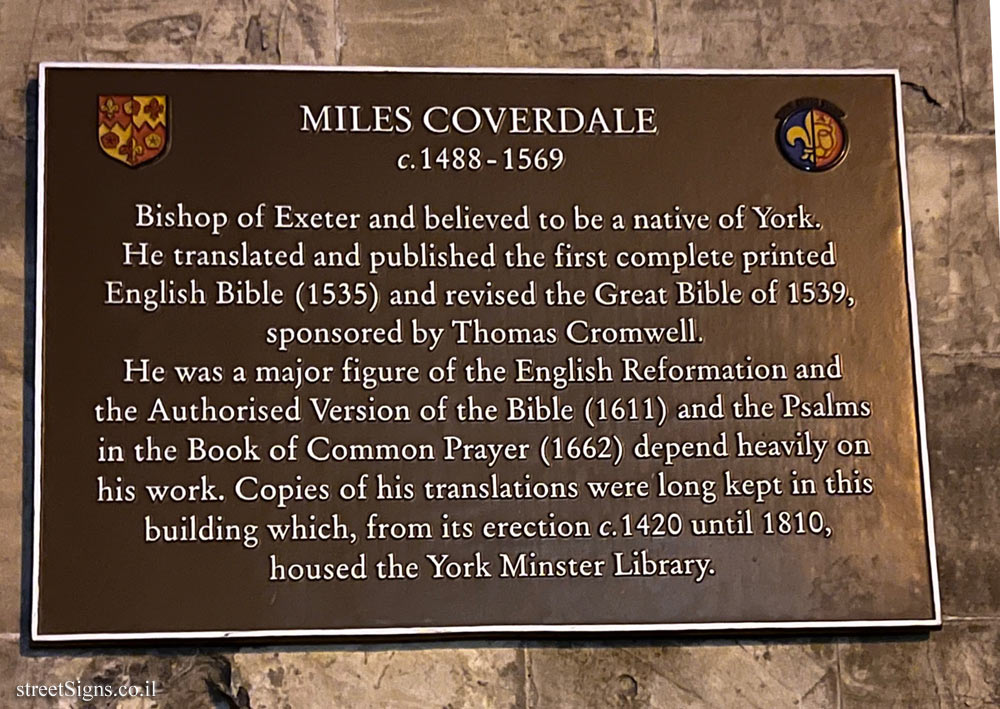 MILES COVERDALE
c.1488-1569
Bishop of Exeter and believed to be a native of York.
He translated and published the first complete printed
English Bible (1535) and revised the Great Bible of 1539,
sponsored by Thomas Cromwell.
He was a major figure of the English Reformation and
the Authorised Version of the Bible (1611) and the Psalms
in the Book of Common Prayer (1662) depend heavily on
his work. Copies of his translations were long kept in this
building which, from its erection c.1420 until 1810,
housed the York Minster Library.
streetSigns.co.il